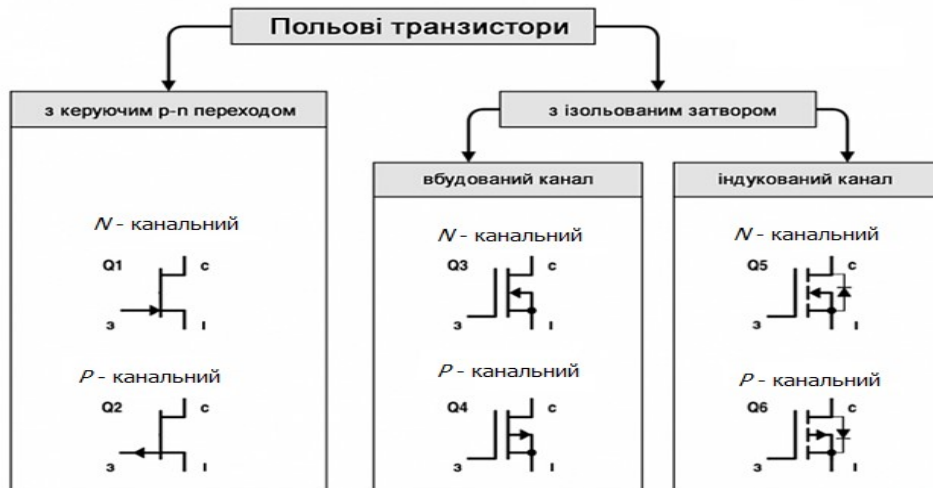 Польові транзистори
з керуючим р-n переходом
з ізольованим затвором
вбудований канал
індукований канал
N - канальний
Q1
С
З
І
P - канальний
Q2
С
З
І
N - канальний
Q3
С
З
І
P - канальний
Q4
С
З
І
N - канальний
Q5
С
З
І
P - канальний
Q6
С
З
І